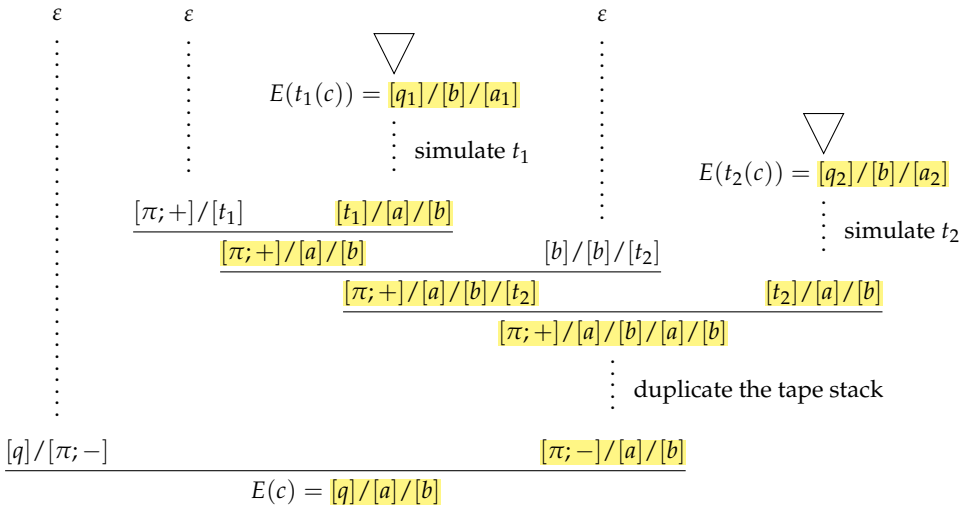 ε ε ε
E(t₁(c)) = [q₁]/[b]/[a₁]
simulate t₁
E(t₂(c)) = [q₂]/[b]/[a₂]
[π; +]/[t₁] [t₁]/[a]/[b]
simulate t₂
[π; +]/[a]/[b] [b]/[b]/[t₂]
[π; +]/[a]/[b]/[t₂] [t₂]/[a]/[b]
[π; +]/[a]/[b]/[a]/[b]
duplicate the tape stack
[q]/[π; −] [π; −]/[a]/[b]
E(c) = [q]/[a]/[b]